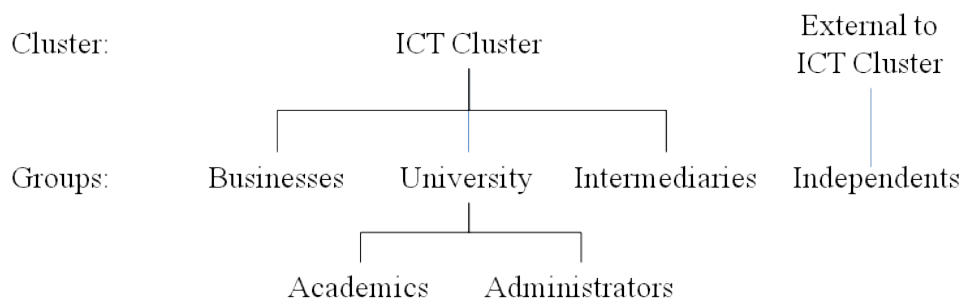 Cluster: ICT Cluster External to
ICT Cluster
Groups: Businesses University Intermediaries Independents
Academics Administrators